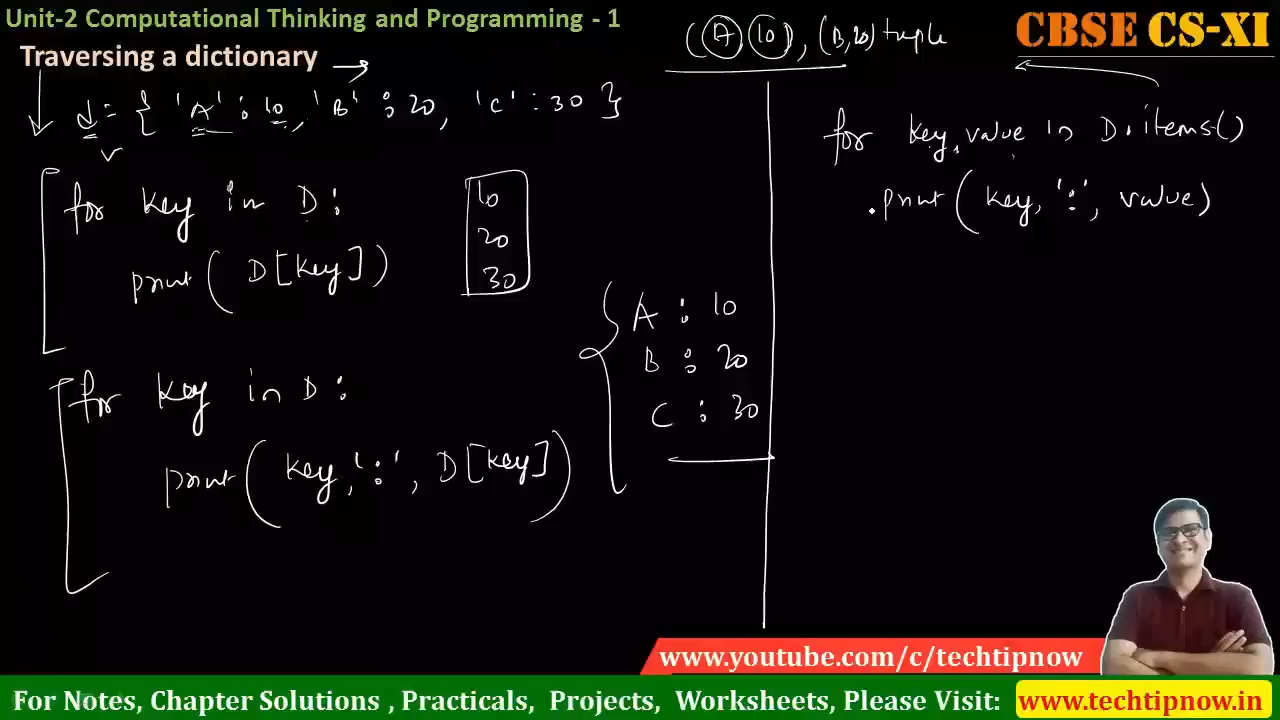 Unit-2 Computational Thinking and Programming - 1
Traversing a dictionary
CBSE CS-XI
(A, 10), (B, 20) tuple
d = { 'A' : 10, 'B' : 20, 'C' : 30 }
for key in D :
print( D[key] )
10
20
30
for key in D :
print( key, ':', D[key] )
A : 10
B : 20
C : 30
for key, value in D.items()
print( key, ':', value )
www.youtube.com/c/techtipnow
For Notes, Chapter Solutions , Practicals, Projects, Worksheets, Please Visit: www.techtipnow.in